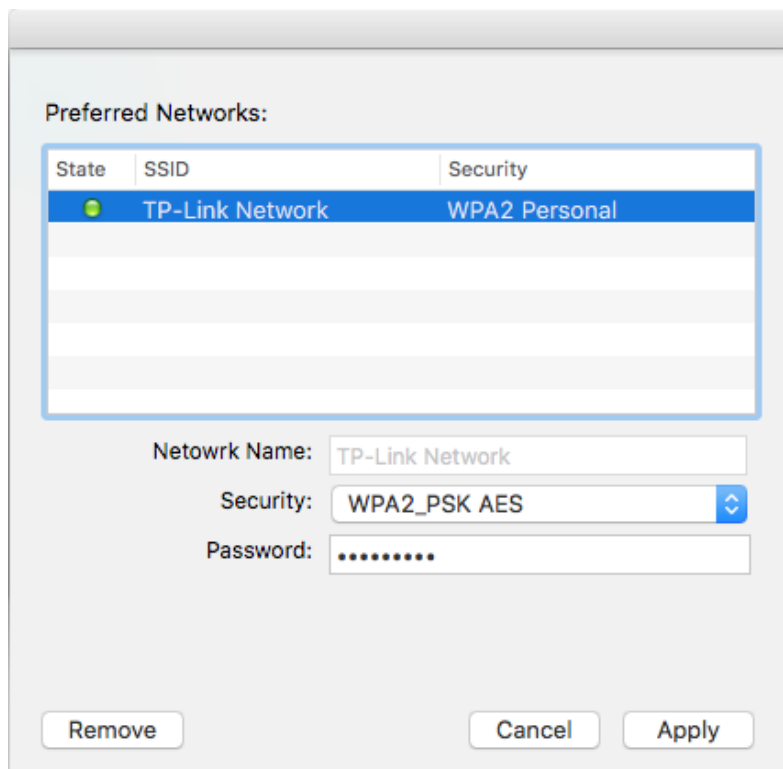 Preferred Networks:
State SSID Security
TP-Link Network WPA2 Personal
Netowrk Name: TP-Link Network
Security: WPA2_PSK AES
Password: •••••••••
Remove Cancel Apply